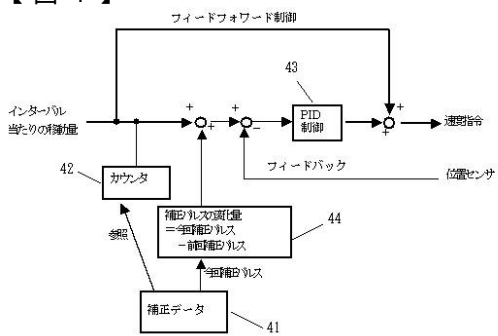 【図4】
フィードフォワード制御
43
+
+
+
+
−
+
+
インターバル
当たりの移動量
PID
制御
速度指令
42
カウンタ
フィードバック
位置センサ
参照
補正パルスの変化量
=今回補正パルス
−前回補正パルス
44
今回補正パルス
補正データ
41